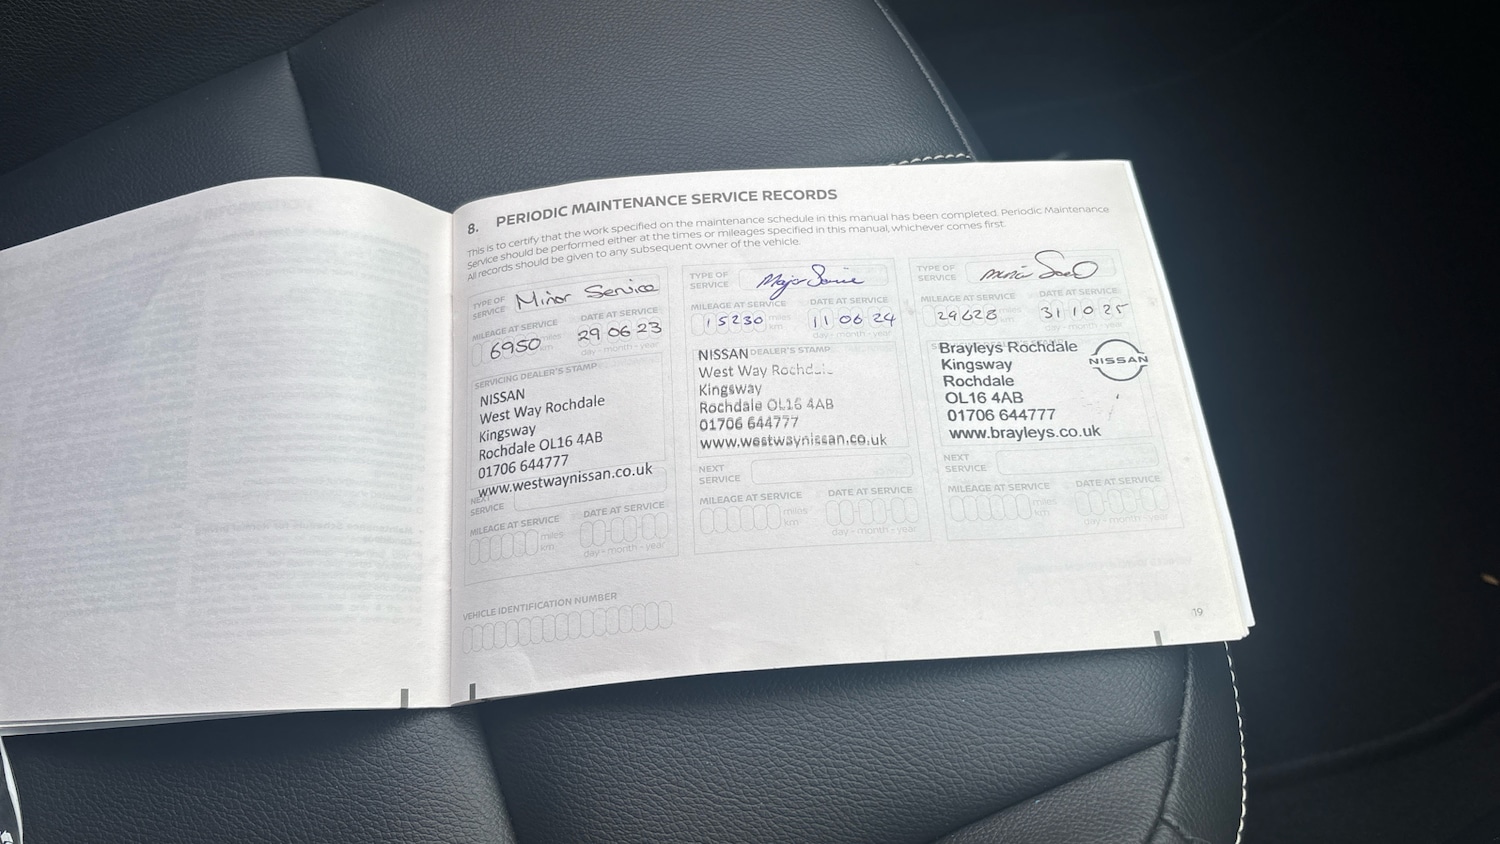 8. PERIODIC MAINTENANCE SERVICE RECORDS
This is to certify that the work specified on the maintenance schedule in this manual has been completed. Periodic Maintenance
Service should be performed either at the times or mileages specified in this manual, whichever comes first.
All records should be given to any subsequent owner of the vehicle.
TYPE OF SERVICE Minor Service
MILEAGE AT SERVICE DATE AT SERVICE
6950 miles km 29 06 23
day - month - year
SERVICING DEALER'S STAMP
NISSAN
West Way Rochdale
Kingsway
Rochdale OL16 4AB
01706 644777
www.westwaynissan.co.uk
NEXT SERVICE
MILEAGE AT SERVICE DATE AT SERVICE
miles km
day - month - year
TYPE OF SERVICE Major Service
MILEAGE AT SERVICE DATE AT SERVICE
15230 miles km 11 06 24
day - month - year
NISSAN DEALER'S STAMP
West Way Rochdale
Kingsway
Rochdale OL16 4AB
01706 644777
www.westwaynissan.co.uk
NEXT SERVICE
MILEAGE AT SERVICE DATE AT SERVICE
miles km
day - month - year
TYPE OF SERVICE minor
MILEAGE AT SERVICE DATE AT SERVICE
29628 miles km 31 10 25
day - month - year
Brayleys Rochdale
NISSAN
Kingsway
Rochdale
OL16 4AB
01706 644777
www.brayleys.co.uk
NEXT SERVICE
MILEAGE AT SERVICE DATE AT SERVICE
miles km
day - month - year
VEHICLE IDENTIFICATION NUMBER
19